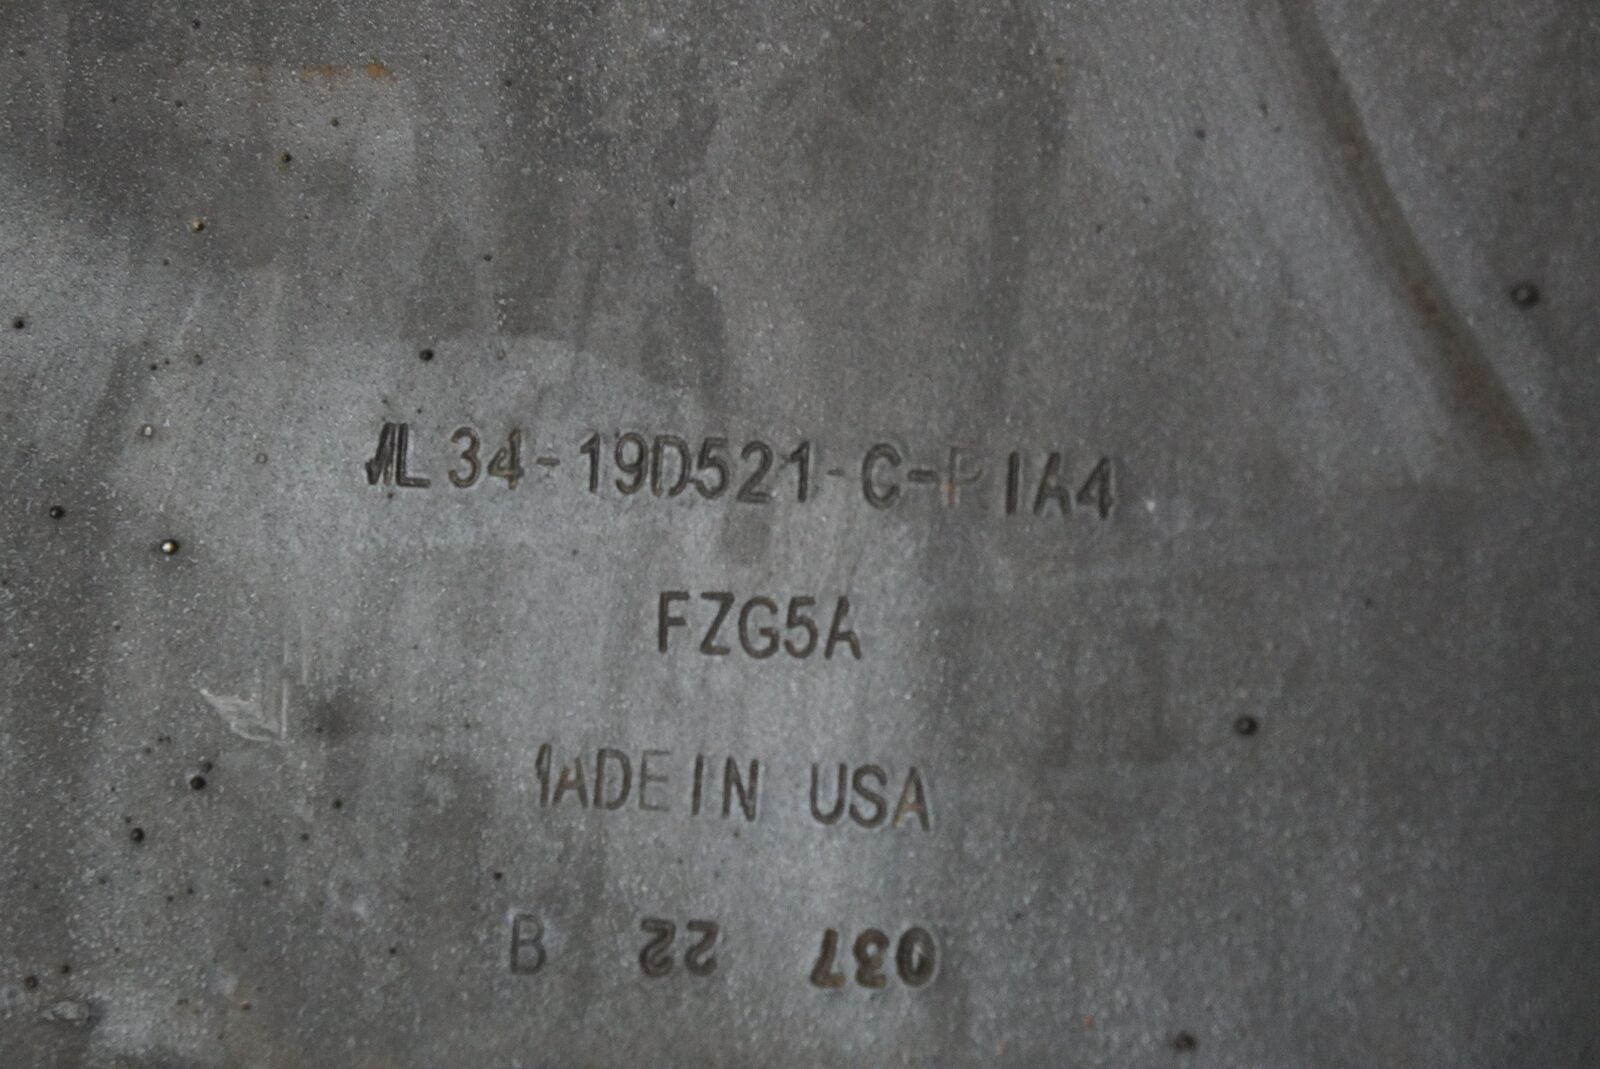 ML34-19D521-C-PIA4
FZG5A
MADE IN USA
B 22 037